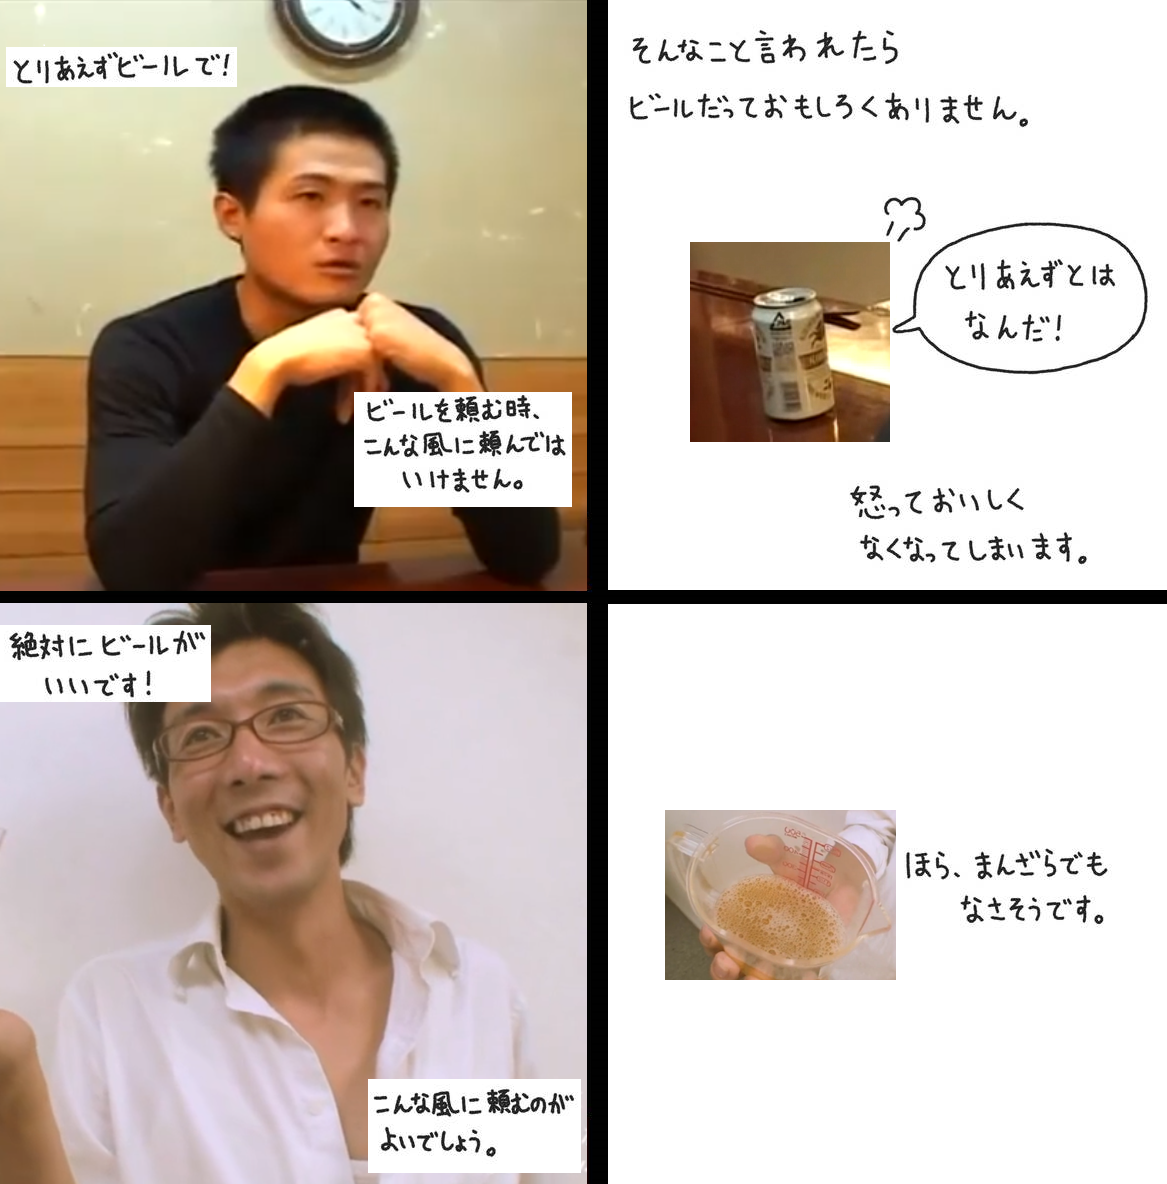 とりあえずビールで!
ビールを頼む時、
こんな風に頼んでは
いけません。
そんなこと言われたら
ビールだっておもしろくありません。
とりあえずとは
なんだ!
怒っておいしく
なくなってしまいます。
絶対にビールが
いいです!
こんな風に頼むのが
よいでしょう。
ほら、まんざらでも
なさそうです。